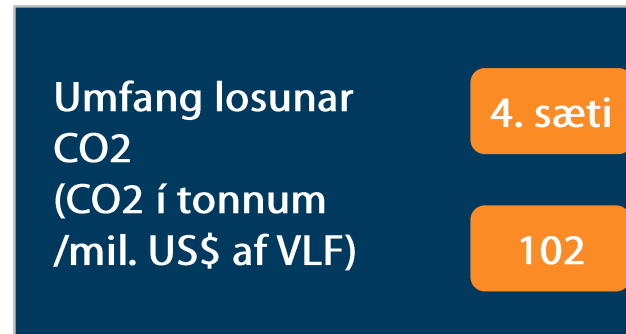 Umfang losunar
CO2
(CO2 í tonnum
/mil. US$ af VLF)
4. sæti
102